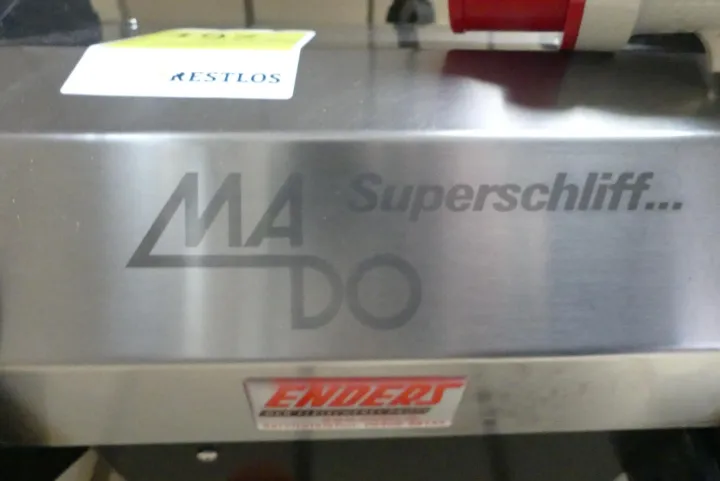 RESTLOS
MA
DO
Superschliff...
ENDERS